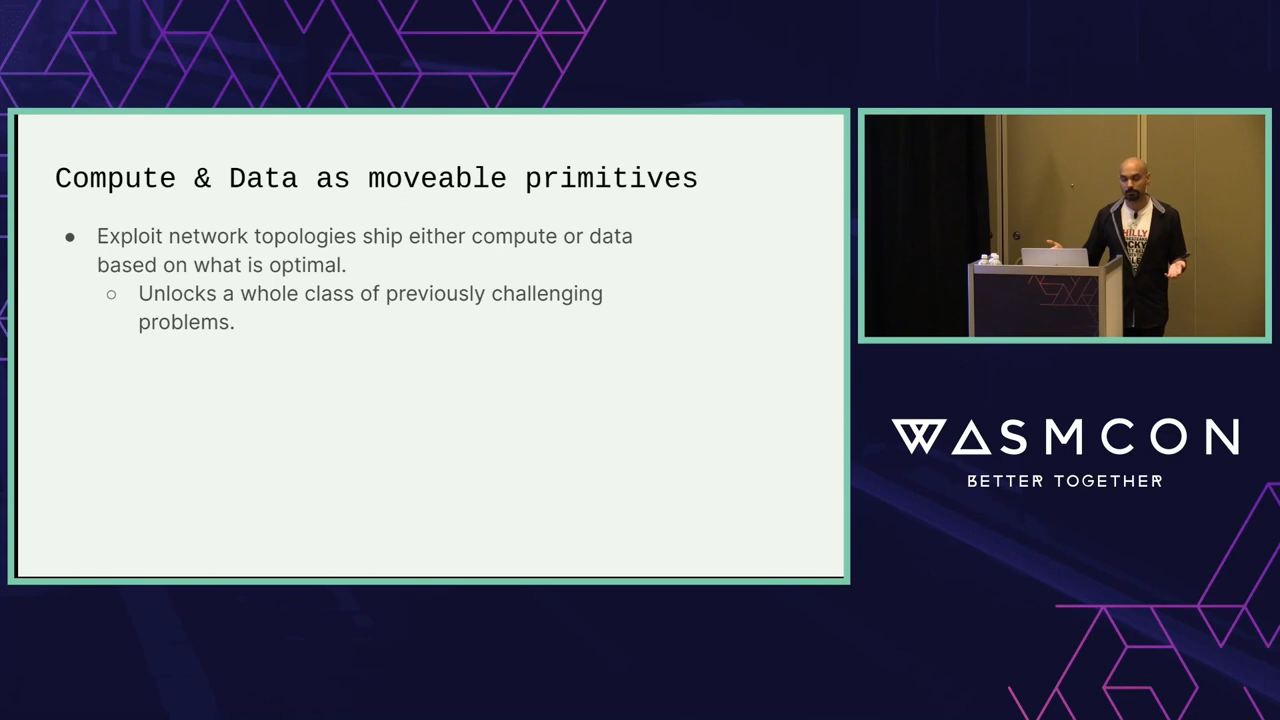 Compute & Data as moveable primitives
● Exploit network topologies ship either compute or data
based on what is optimal.
○ Unlocks a whole class of previously challenging
problems.
WASMCON
BETTER TOGETHER